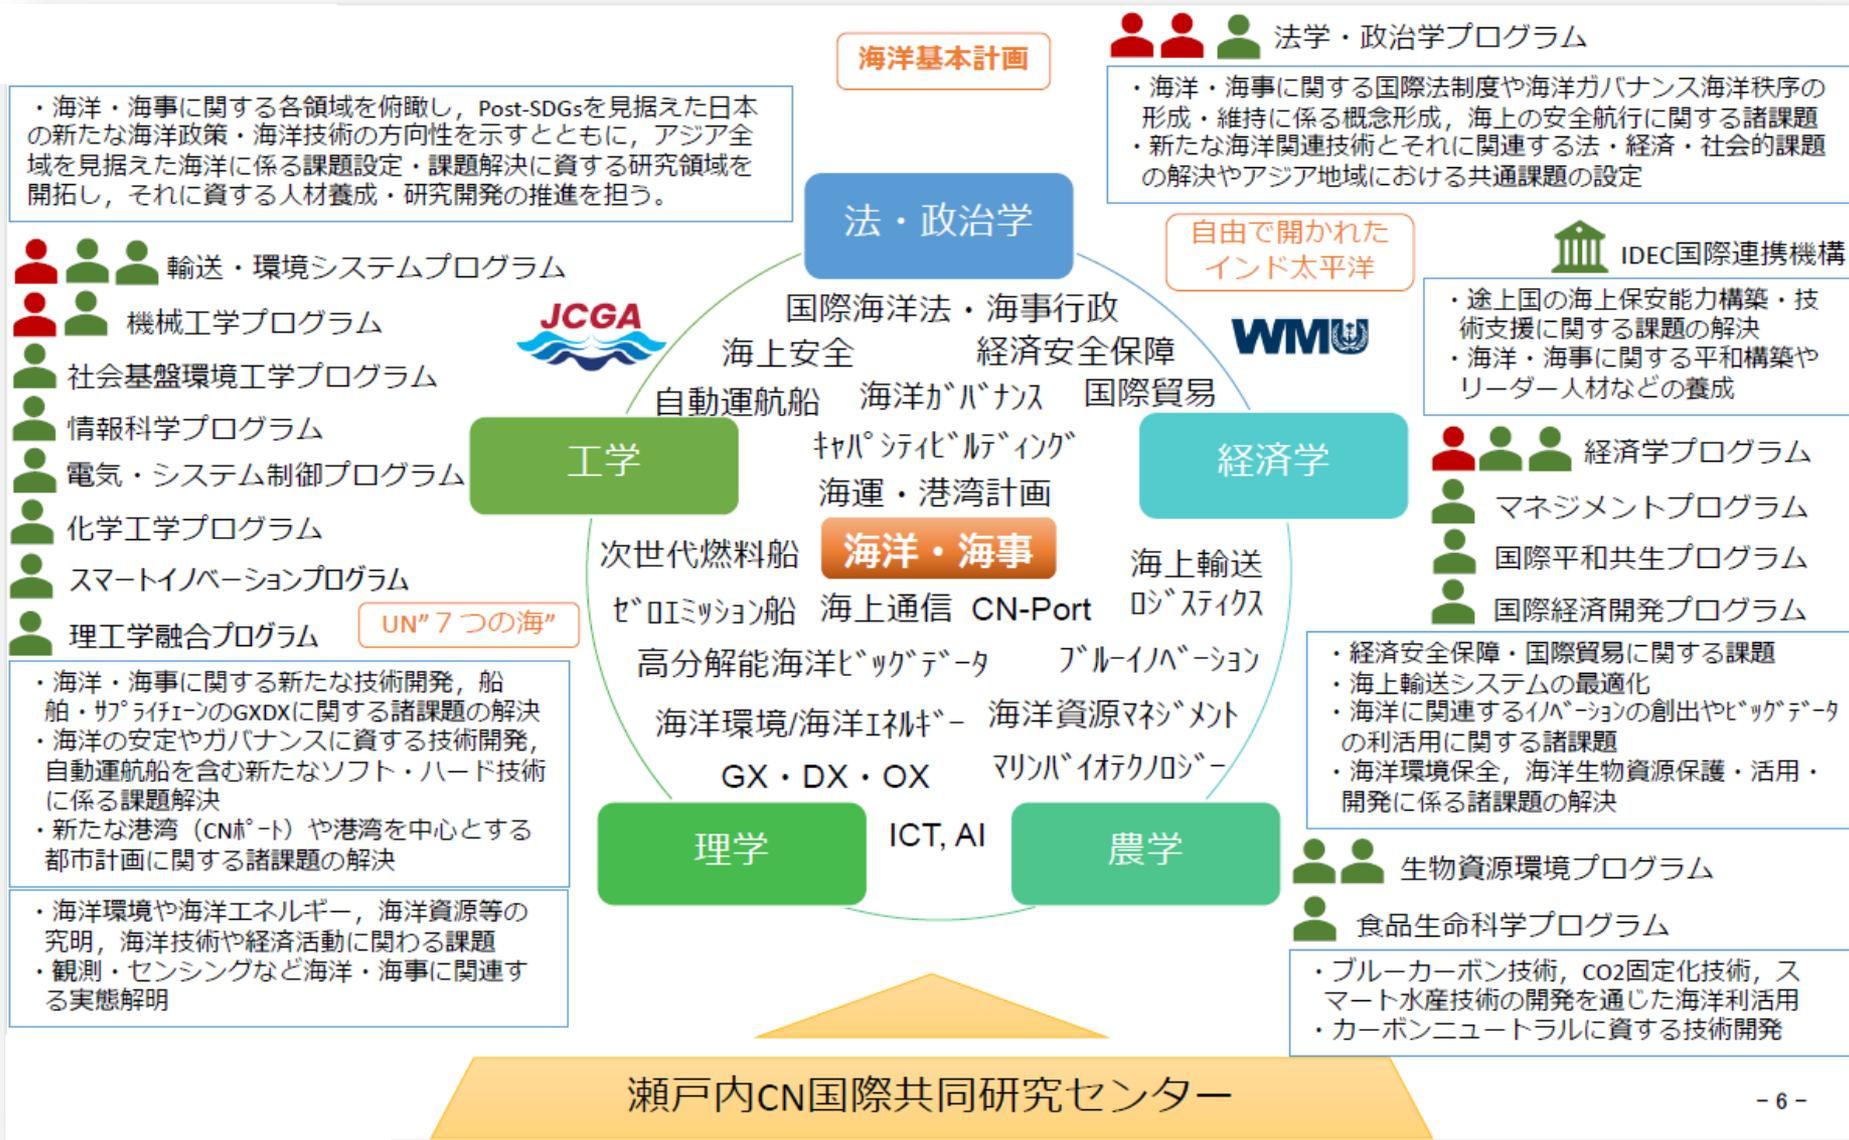 海洋基本計画
法学・政治学プログラム
・海洋・海事に関する各領域を俯瞰し，Post-SDGsを見据えた日本
の新たな海洋政策・海洋技術の方向性を示すとともに，アジア全
域を見据えた海洋に係る課題設定・課題解決に資する研究領域を
開拓し，それに資する人材養成・研究開発の推進を担う。
・海洋・海事に関する国際法制度や海洋ガバナンス海洋秩序の
形成・維持に係る概念形成，海上の安全航行に関する諸課題
・新たな海洋関連技術とそれに関連する法・経済・社会的課題
の解決やアジア地域における共通課題の設定
法・政治学
自由で開かれた
インド太平洋
IDEC国際連携機構
・途上国の海上保安能力構築・技
術支援に関する課題の解決
・海洋・海事に関する平和構築や
リーダー人材などの養成
輸送・環境システムプログラム
機械工学プログラム
社会基盤環境工学プログラム
情報科学プログラム
電気・システム制御プログラム
化学工学プログラム
スマートイノベーションプログラム
理工学融合プログラム
JCGA
WMU
国際海洋法・海事行政
海上安全
経済安全保障
自動運航船
海洋ｶﾞﾊﾞﾅﾝｽ
国際貿易
工学
ｷｬﾊﾟｼﾃｨﾋﾞﾙﾃﾞｨﾝｸﾞ
経済学
海運・港湾計画
次世代燃料船
海洋・海事
海上輸送
ﾛｼﾞｽﾃｨｸｽ
ｾﾞﾛｴﾐｯｼｮﾝ船
海上通信
CN-Port
高分解能海洋ﾋﾞｯｸﾞﾃﾞｰﾀ
ﾌﾞﾙｰｲﾉﾍﾞｰｼｮﾝ
海洋環境/海洋ｴﾈﾙｷﾞｰ
海洋資源ﾏﾈｼﾞﾒﾝﾄ
GX・DX・OX
ﾏﾘﾝﾊﾞｲｵﾃｸﾉﾛｼﾞｰ
理学
ICT, AI
農学
経済学プログラム
マネジメントプログラム
国際平和共生プログラム
国際経済開発プログラム
・経済安全保障・国際貿易に関する課題
・海上輸送システムの最適化
・海洋に関連するｲﾉﾍﾞｰｼｮﾝの創出やﾋﾞｯｸﾞﾃﾞｰﾀ
の利活用に関する諸課題
・海洋環境保全，海洋生物資源保護・活用・
開発に係る諸課題の解決
UN”７つの海”
・海洋・海事に関する新たな技術開発，船
舶・ｻﾌﾟﾗｲﾁｪｰﾝのGXDXに関する諸課題の解決
・海洋の安定やガバナンスに資する技術開発，
自動運航船を含む新たなソフト・ハード技術
に係る課題解決
・新たな港湾（CNﾎﾟｰﾄ）や港湾を中心とする
都市計画に関する諸課題の解決
・海洋環境や海洋エネルギー，海洋資源等の
究明，海洋技術や経済活動に関わる課題
・観測・センシングなど海洋・海事に関連す
る実態解明
生物資源環境プログラム
食品生命科学プログラム
・ブルーカーボン技術，CO2固定化技術，ス
マート水産技術の開発を通じた海洋利活用
・カーボンニュートラルに資する技術開発
瀬戸内CN国際共同研究センター
- 6 -